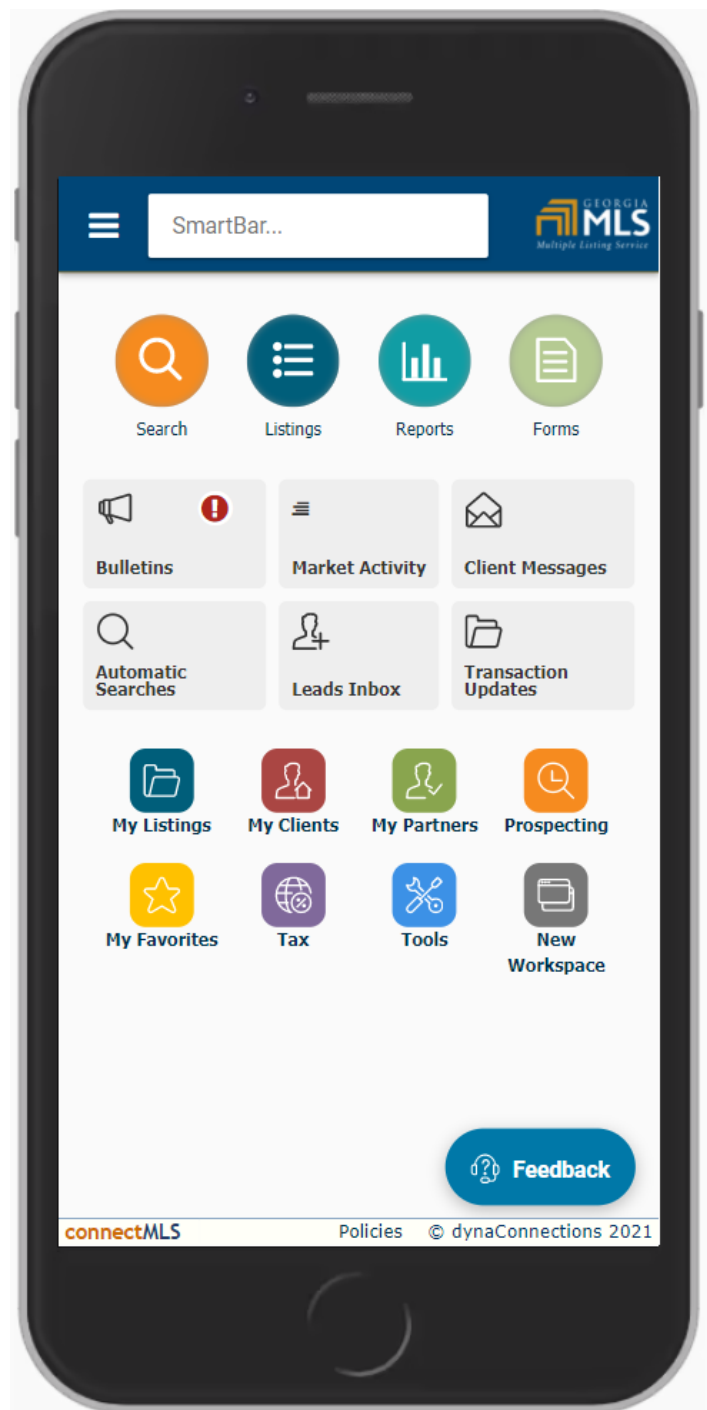 SmartBar...
GEORGIA
MLS
Multiple Listing Service
Search
Listings
Reports
Forms
Bulletins
Market Activity
Client Messages
Automatic
Searches
Leads Inbox
Transaction
Updates
My Listings
My Clients
My Partners
Prospecting
My Favorites
Tax
Tools
New
Workspace
Feedback
connectMLS
Policies
© dynaConnections 2021